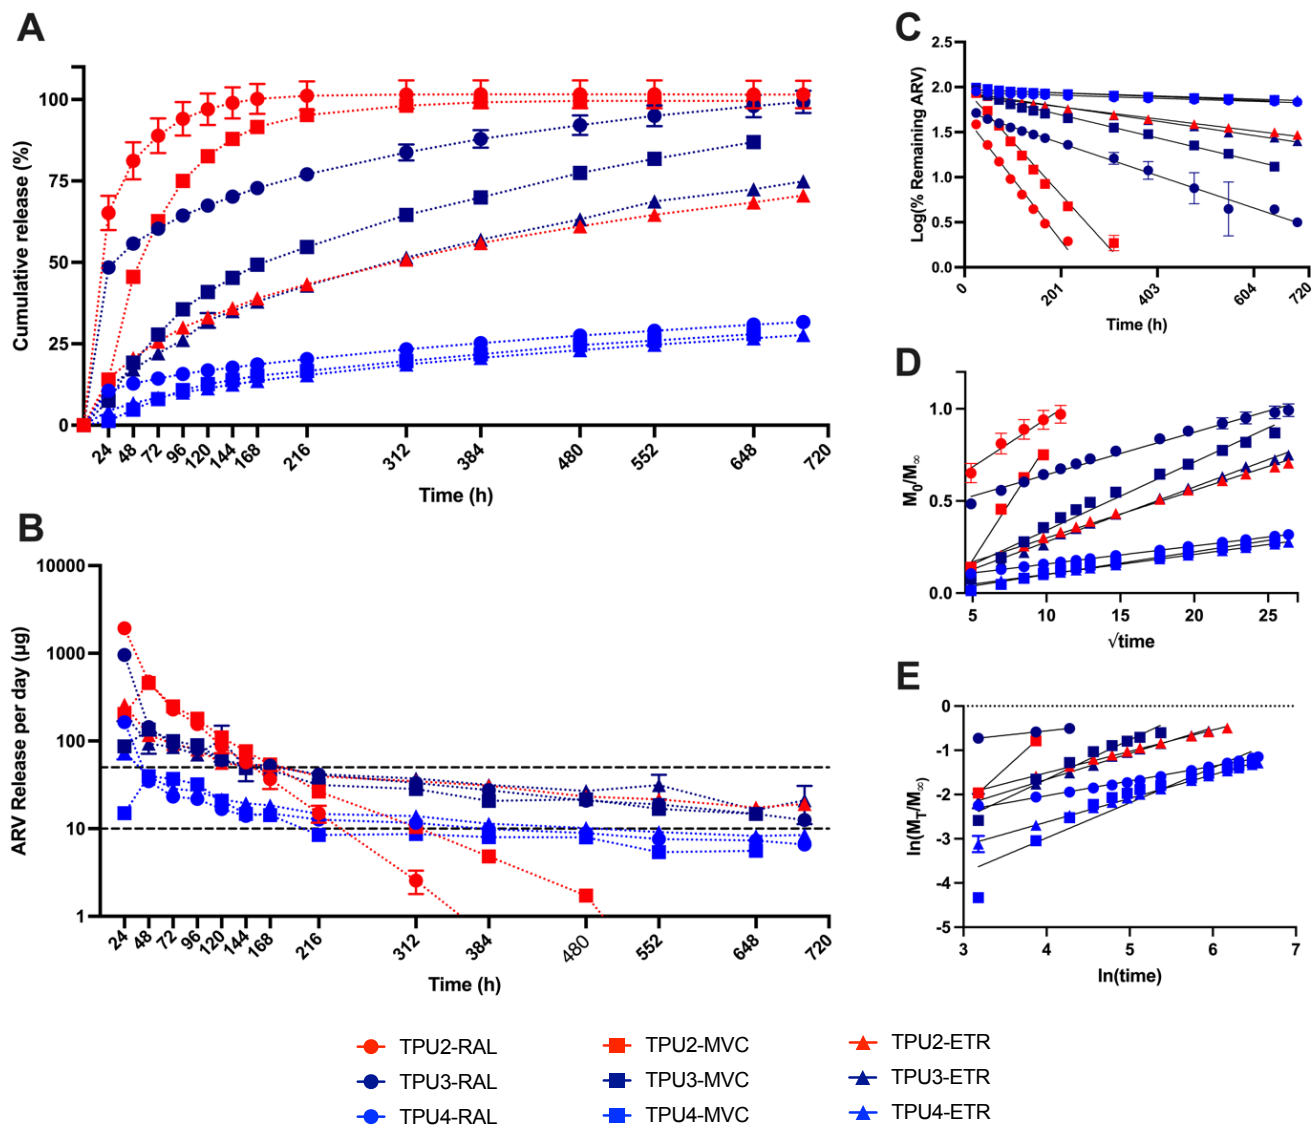 A
Cumulative release (%)
100
75
50
25
0
24 48 72 96 120 144 168 216 312 384 480 552 648 720
Time (h)
B
ARV Release per day (µg)
10000
1000
100
10
1
24 48 72 96 120 144 168 216 312 384 480 552 648 720
Time (h)
C
Log(% Remaining ARV)
2.5
2.0
1.5
1.0
0.5
0.0
0 201 403 604 720
Time (h)
D
M0/M∞
1.0
0.5
0.0
5 10 15 20 25
√time
E
ln(MT/M∞)
0
-1
-2
-3
-4
-5
3 4 5 6 7
ln(time)
TPU2-RAL TPU2-MVC TPU2-ETR
TPU3-RAL TPU3-MVC TPU3-ETR
TPU4-RAL TPU4-MVC TPU4-ETR